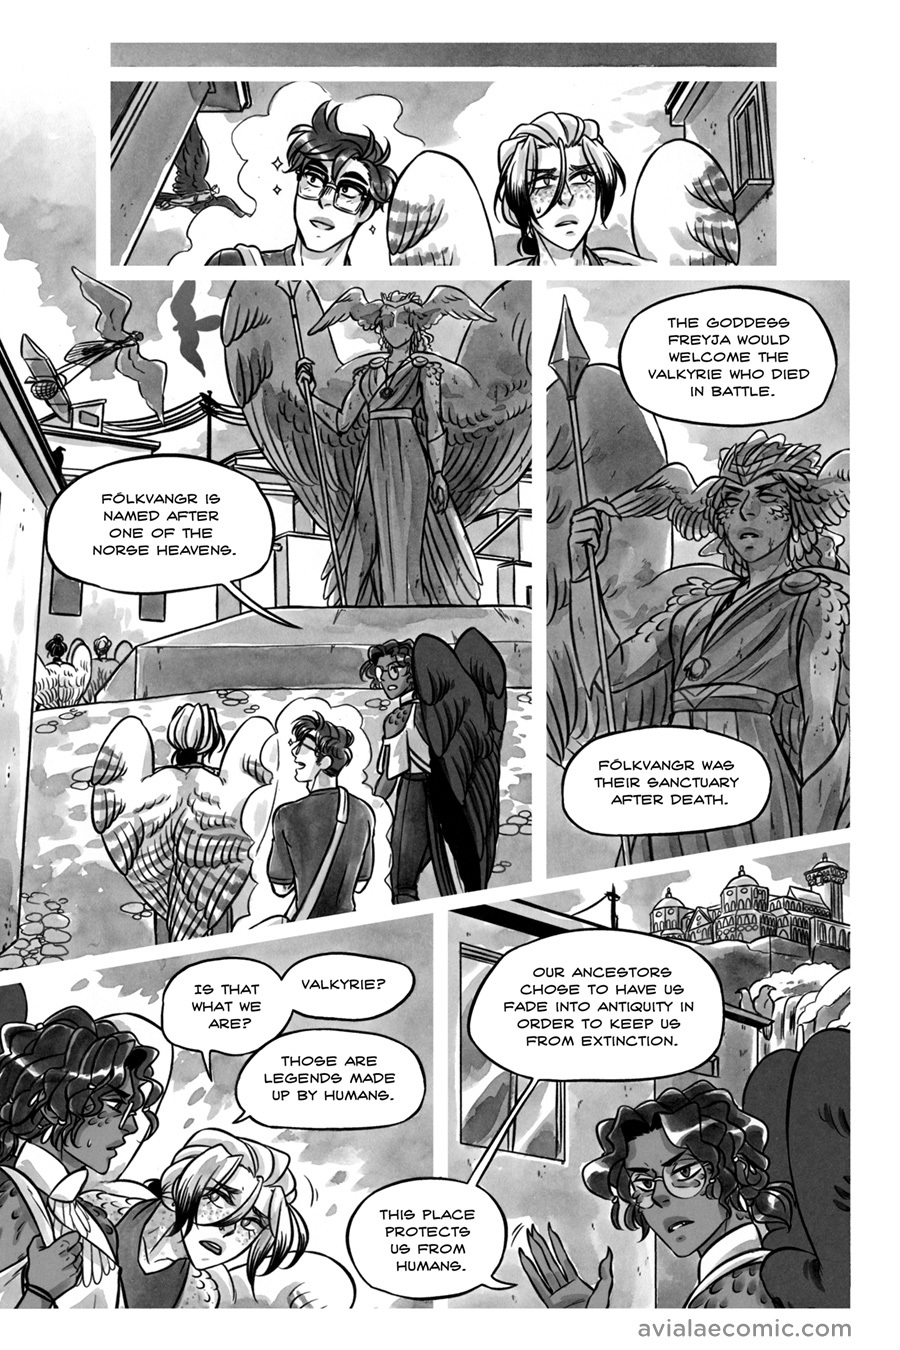 THE GODDESS
FREYJA WOULD
WELCOME THE
VALKYRIE WHO DIED
IN BATTLE.
FÓLKVANGR IS
NAMED AFTER
ONE OF THE
NORSE HEAVENS.
FÓLKVANGR WAS
THEIR SANCTUARY
AFTER DEATH.
VALKYRIE?
IS THAT
WHAT WE
ARE?
THOSE ARE
LEGENDS MADE
UP BY HUMANS.
OUR ANCESTORS
CHOSE TO HAVE US
FADE INTO ANTIQUITY IN
ORDER TO KEEP US
FROM EXTINCTION.
THIS PLACE
PROTECTS
US FROM
HUMANS.
avialaecomic.com